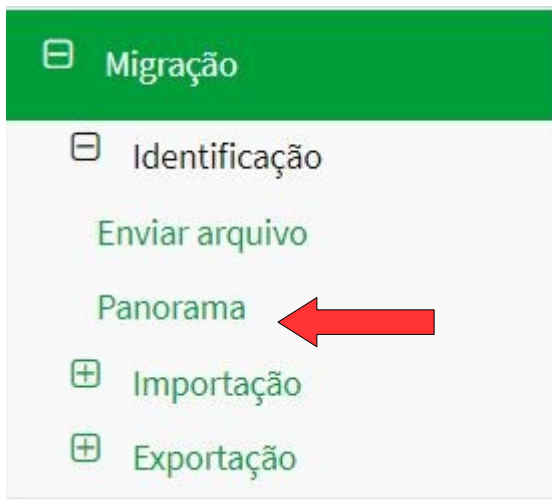 Migração
Identificação
Enviar arquivo
Panorama
Importação
Exportação